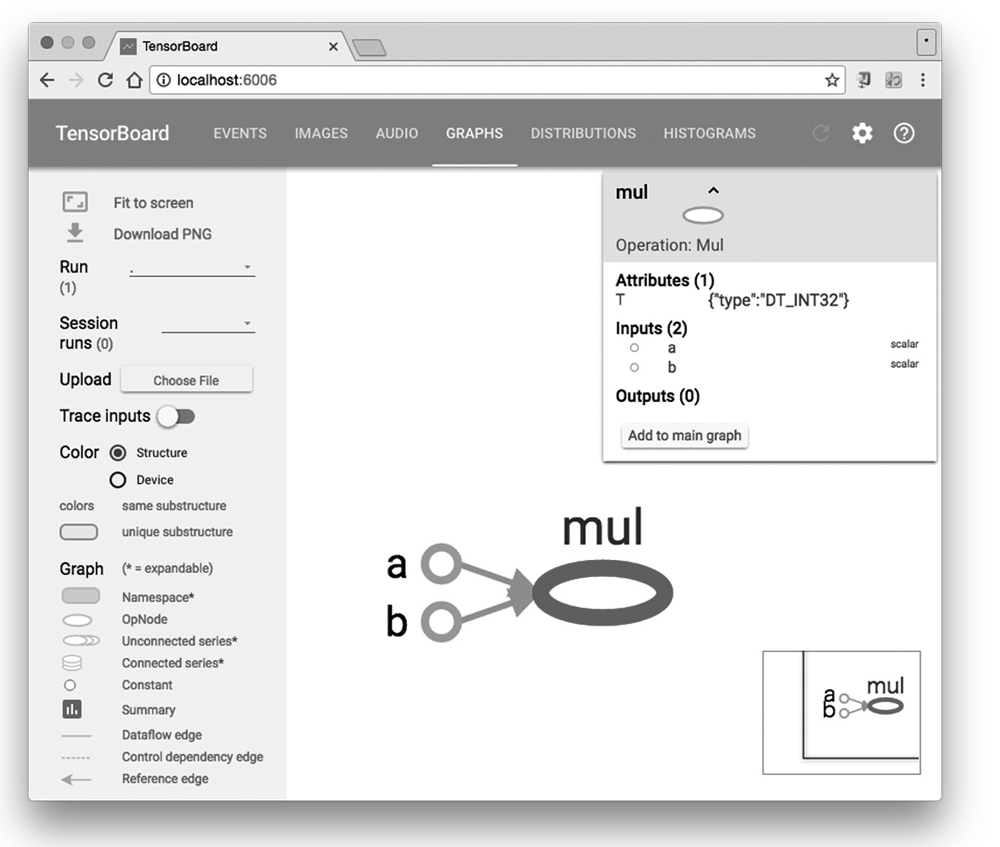 TensorBoard
localhost:6006
TensorBoard EVENTS IMAGES AUDIO GRAPHS DISTRIBUTIONS HISTOGRAMS
Fit to screen
Download PNG
Run
(1)
.
Session
runs (0)
Upload Choose File
Trace inputs
Color Structure
Device
colors same substructure
unique substructure
Graph (* = expandable)
Namespace*
OpNode
Unconnected series*
Connected series*
Constant
Summary
Dataflow edge
Control dependency edge
Reference edge
mul
Operation: Mul
Attributes (1)
T {"type":"DT_INT32"}
Inputs (2)
a scalar
b scalar
Outputs (0)
Add to main graph
mul
a
b
mul
a
b